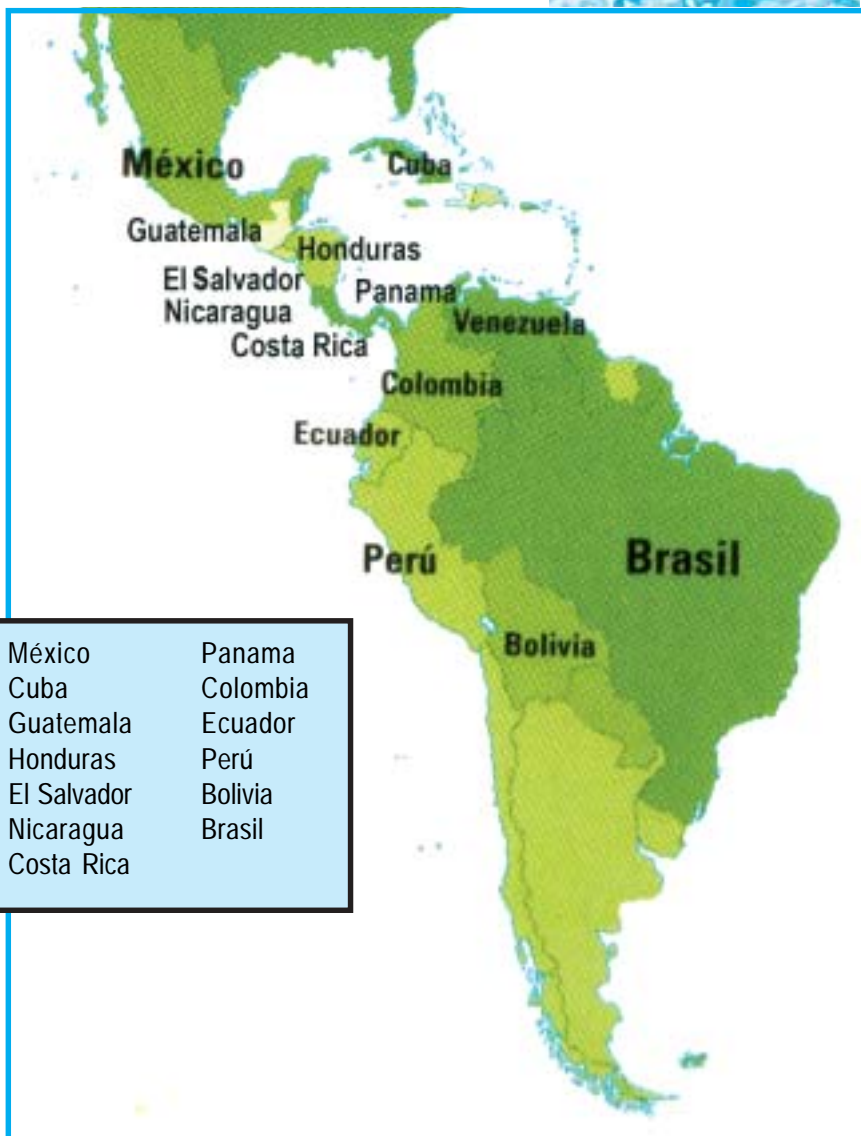 México
Cuba
Guatemala
Honduras
El Salvador
Panama
Nicaragua
Venezuela
Costa Rica
Colombia
Ecuador
Perú
Brasil
Bolivia
México
Cuba
Guatemala
Honduras
El Salvador
Nicaragua
Costa Rica
Panama
Colombia
Ecuador
Perú
Bolivia
Brasil